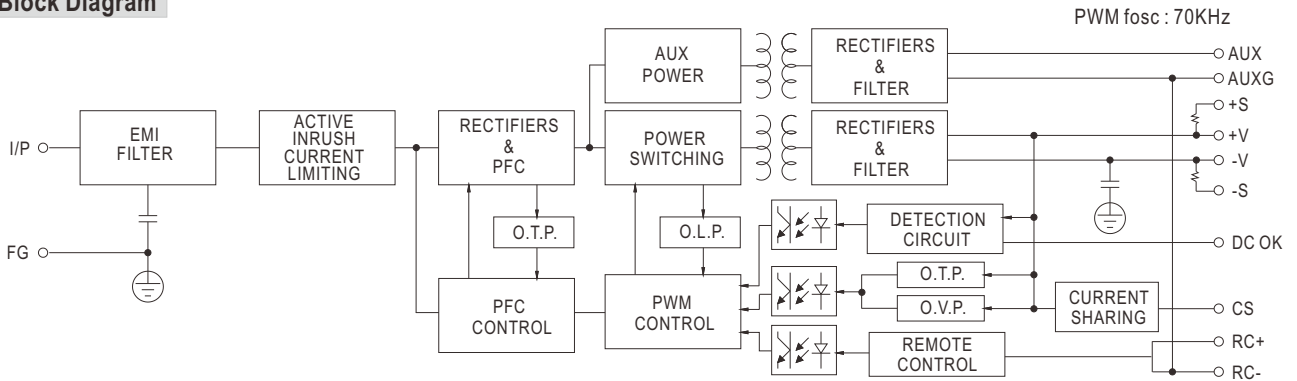 Block Diagram
PWM fosc : 70KHz
I/P
FG
EMI
FILTER
ACTIVE
INRUSH
CURRENT
LIMITING
RECTIFIERS
&
PFC
O.T.P.
PFC
CONTROL
AUX
POWER
POWER
SWITCHING
O.L.P.
PWM
CONTROL
RECTIFIERS
&
FILTER
RECTIFIERS
&
FILTER
DETECTION
CIRCUIT
O.T.P.
O.V.P.
REMOTE
CONTROL
CURRENT
SHARING
AUX
AUXG
+S
+V
-V
-S
DC OK
CS
RC+
RC-